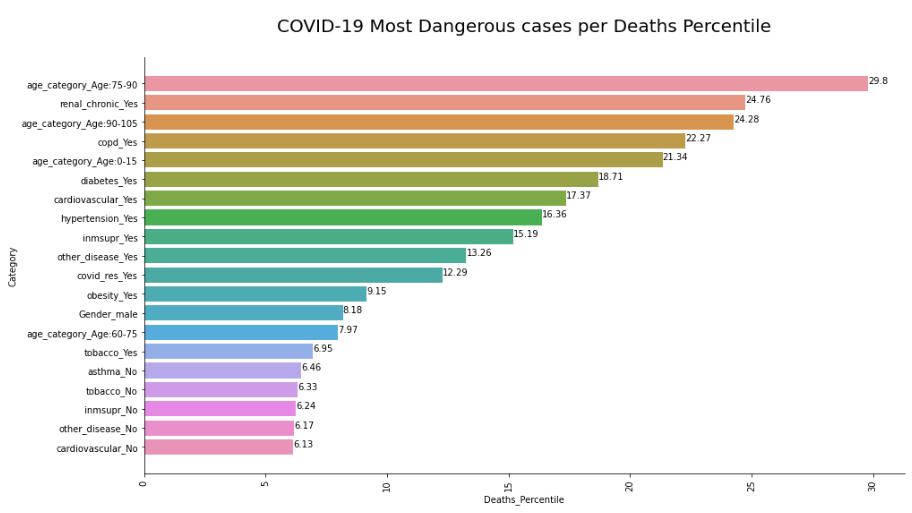 COVID-19 Most Dangerous cases per Deaths Percentile
age_category_Age:75-90 29.8
renal_chronic_Yes 24.76
age_category_Age:90-105 24.28
copd_Yes 22.27
age_category_Age:0-15 21.34
diabetes_Yes 18.71
cardiovascular_Yes 17.37
hypertension_Yes 16.36
inmsupr_Yes 15.19
other_disease_Yes 13.26
covid_res_Yes 12.29
obesity_Yes 9.15
Gender_male 8.18
age_category_Age:60-75 7.97
tobacco_Yes 6.95
asthma_No 6.46
tobacco_No 6.33
inmsupr_No 6.24
other_disease_No 6.17
cardiovascular_No 6.13
Category
0 5 10 15 20 25 30
Deaths_Percentile